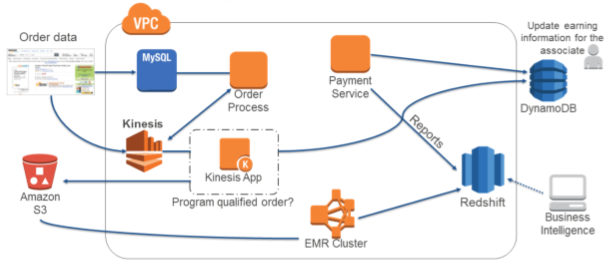 VPC
Order data
Update earning
information for the
associate
MySQL
Order
Process
Payment
Service
DynamoDB
Kinesis
Reports
K
Kinesis App
Program qualified order?
Amazon
S3
Redshift
Business
Intelligence
EMR Cluster